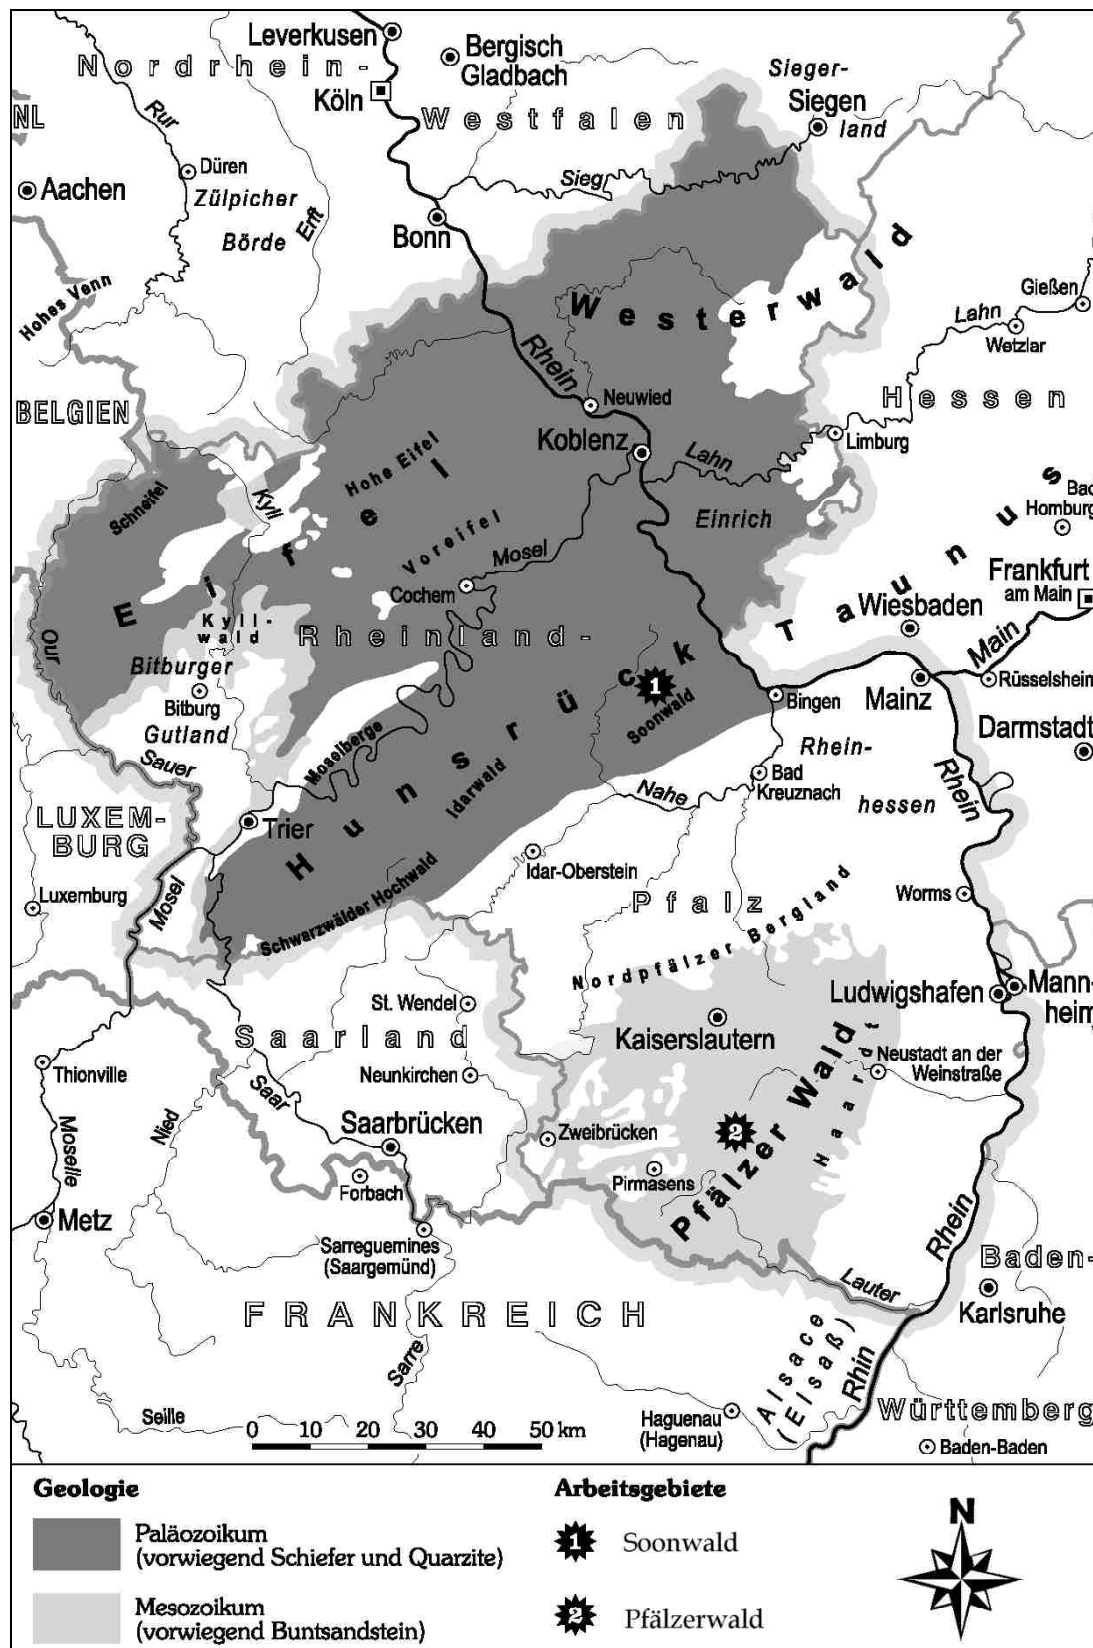 Leverkusen
Bergisch
Gladbach
Nordrhein-
Westfalen
Köln
Sieger-
land
Siegen
NL
Rur
Düren
Aachen
Zülpicher
Börde
Erft
Sieg
Bonn
Hohes Venn
Westerwald
Gießen
Lahn
Wetzlar
Rhein
Hessen
BELGIEN
Neuwied
Koblenz
Limburg
Lahn
Hohe Eifel
Schneifel
Kyll
Eifel
Voreifel
Einrich
Mosel
Taunus
Bad
Homburg
Frankfurt
am Main
Cochem
Wiesbaden
Kyll-
wald
Rheinland-
Pfalz
Our
Bitburger
Gutland
Bitburg
Main
Hunsrück
1
Soonwald
Bingen
Mainz
Rüsselsheim
Darmstadt
Moselberge
Sauer
Idarwald
Rhein-
hessen
Rhein
Bad
Kreuznach
Nahe
LUXEM-
BURG
Trier
Idar-Oberstein
Luxemburg
Mosel
Schwarzwälder Hochwald
Worms
Nordpfälzer Bergland
St. Wendel
Ludwigshafen
Mann-
heim
Kaiserslautern
Saarland
Thionville
Neunkirchen
Neustadt an der
Weinstraße
Saar
Nied
Moselle
Saarbrücken
Zweibrücken
2
Pfälzer Wald
Haardt
Forbach
Pirmasens
Metz
Sarreguemines
(Saargemünd)
Rhein
Baden-
Württemberg
Lauter
Karlsruhe
FRANKREICH
Alsace
(Elsaß)
Rhin
Sarre
Seille
Haguenau
(Hagenau)
Baden-Baden
0 10 20 30 40 50 km
Geologie
Paläozoikum
(vorwiegend Schiefer und Quarzite)
Mesozoikum
(vorwiegend Buntsandstein)
Arbeitsgebiete
1 Soonwald
2 Pfälzerwald
N